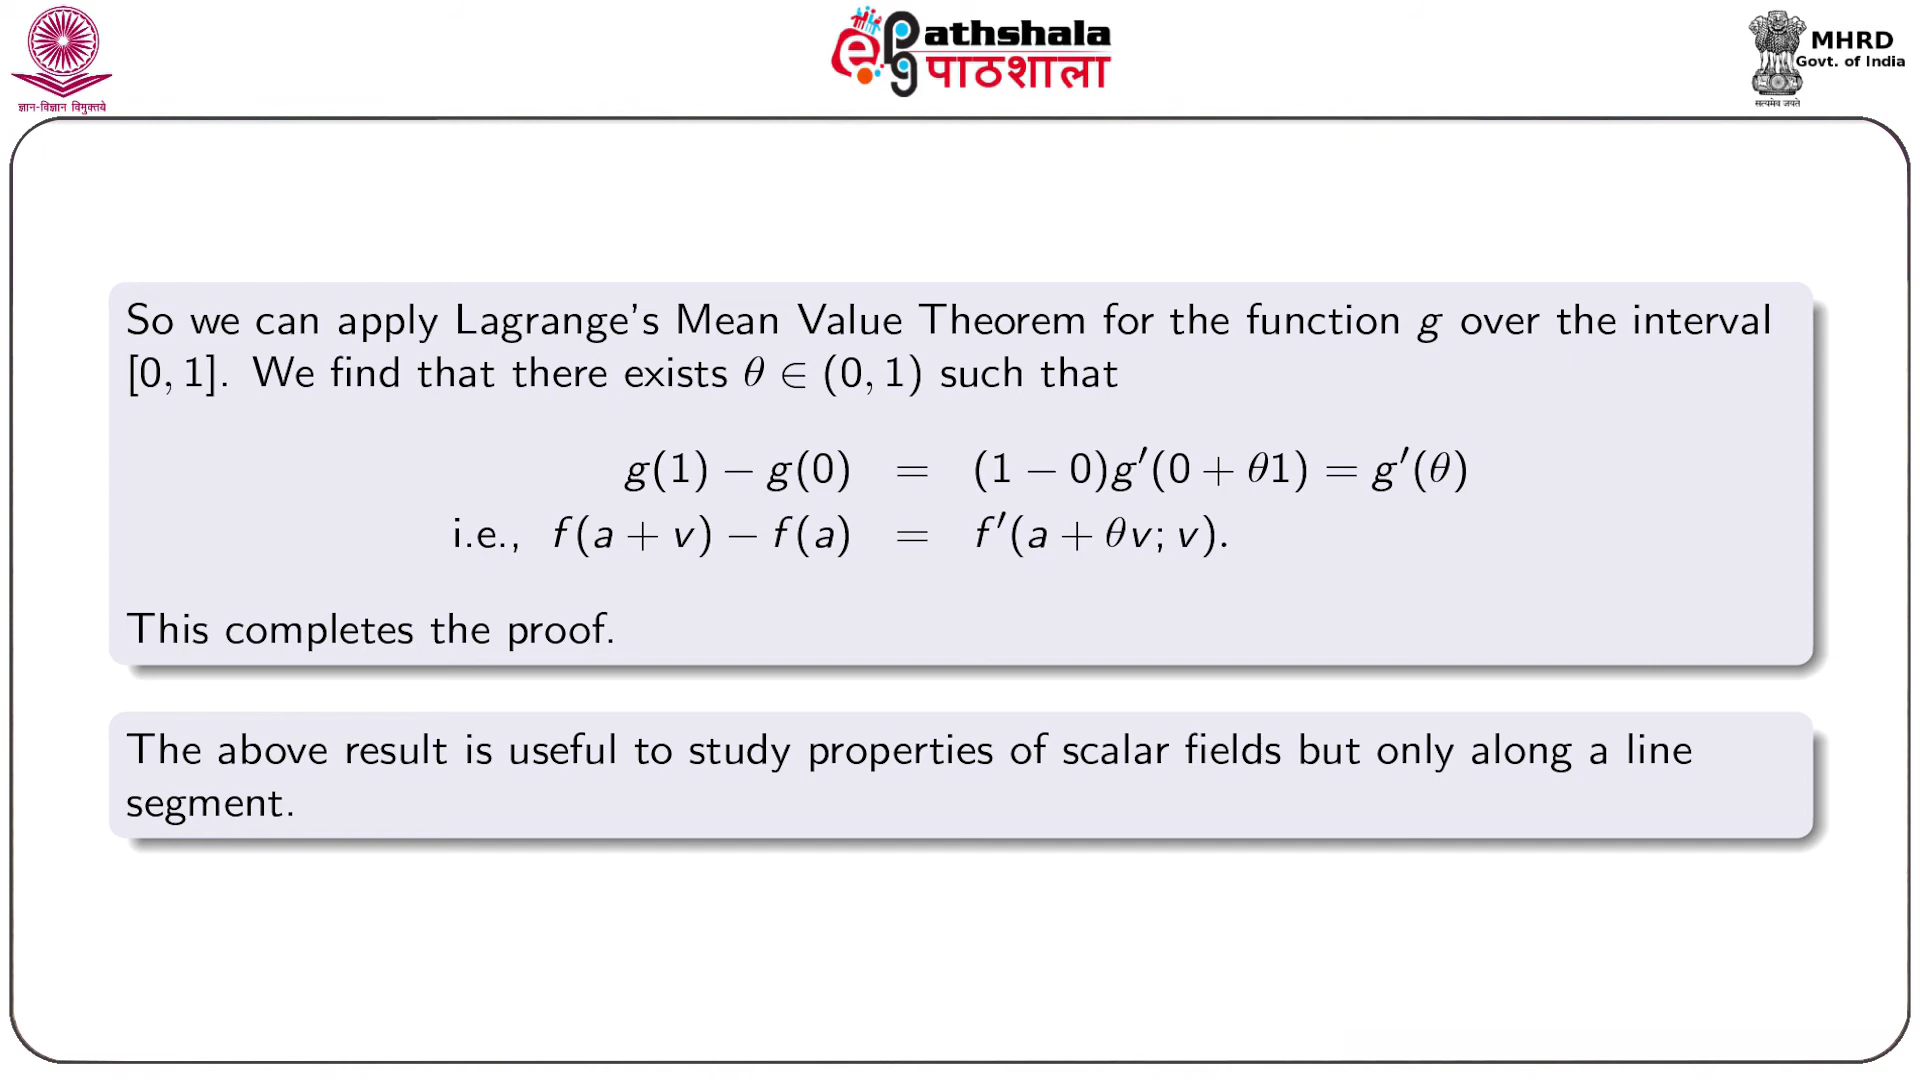 ज्ञान-विज्ञान विमुक्तये
ePathshala
पाठशाला
MHRD
Govt. of India
सत्यमेव जयते
So we can apply Lagrange's Mean Value Theorem for the function g over the interval
[0, 1]. We find that there exists θ ∈ (0, 1) such that
g(1) − g(0) = (1 − 0)g′(0 + θ1) = g′(θ)
i.e., f(a + v) − f(a) = f′(a + θv; v).
This completes the proof.
The above result is useful to study properties of scalar fields but only along a line
segment.